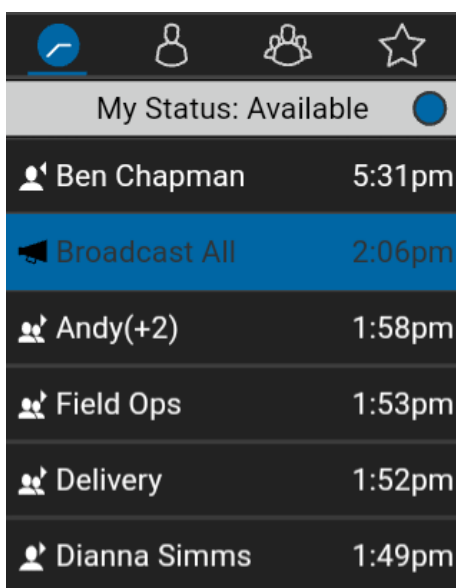 My Status: Available
Ben Chapman 5:31pm
Broadcast All 2:06pm
Andy(+2) 1:58pm
Field Ops 1:53pm
Delivery 1:52pm
Dianna Simms 1:49pm